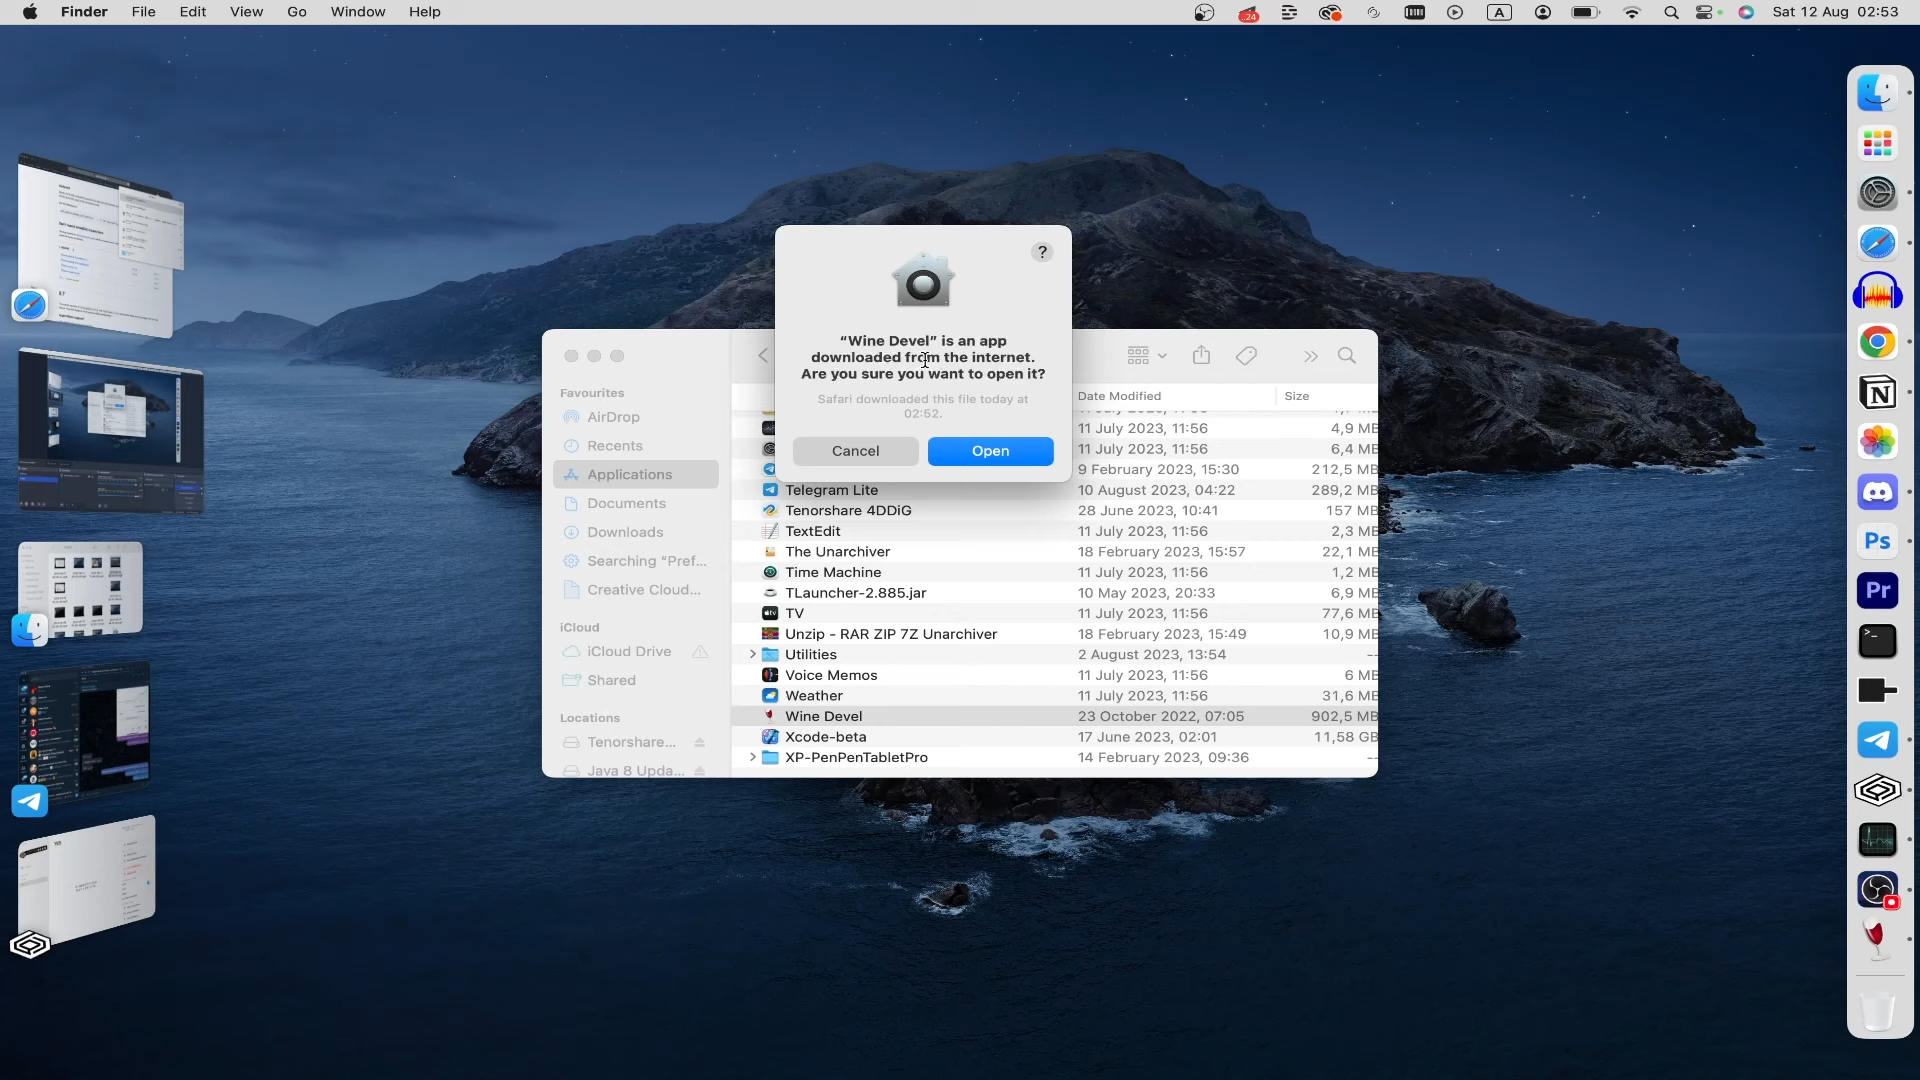 Finder File Edit View Go Window Help
24
A
Sat 12 Aug 02:53
?
“Wine Devel” is an app
downloaded from the internet.
Are you sure you want to open it?
Safari downloaded this file today at
02:52.
Cancel
Open
Favourites
AirDrop
Recents
Applications
Documents
Downloads
Searching “Pref...
Creative Cloud...
iCloud
iCloud Drive
Shared
Locations
Tenorshare...
Java 8 Upda...
Date Modified Size
11 July 2023, 11:56 4,9 MB
11 July 2023, 11:56 6,4 MB
9 February 2023, 15:30 212,5 MB
Telegram Lite 10 August 2023, 04:22 289,2 MB
Tenorshare 4DDiG 28 June 2023, 10:41 157 MB
TextEdit 11 July 2023, 11:56 2,3 MB
The Unarchiver 18 February 2023, 15:57 22,1 MB
Time Machine 11 July 2023, 11:56 1,2 MB
TLauncher-2.885.jar 10 May 2023, 20:33 6,9 MB
TV 11 July 2023, 11:56 77,6 MB
Unzip - RAR ZIP 7Z Unarchiver 18 February 2023, 15:49 10,9 MB
Utilities 2 August 2023, 13:54 --
Voice Memos 11 July 2023, 11:56 6 MB
Weather 11 July 2023, 11:56 31,6 MB
Wine Devel 23 October 2022, 07:05 902,5 MB
Xcode-beta 17 June 2023, 02:01 11,58 GB
XP-PenPenTabletPro 14 February 2023, 09:36 --
Ps
Pr